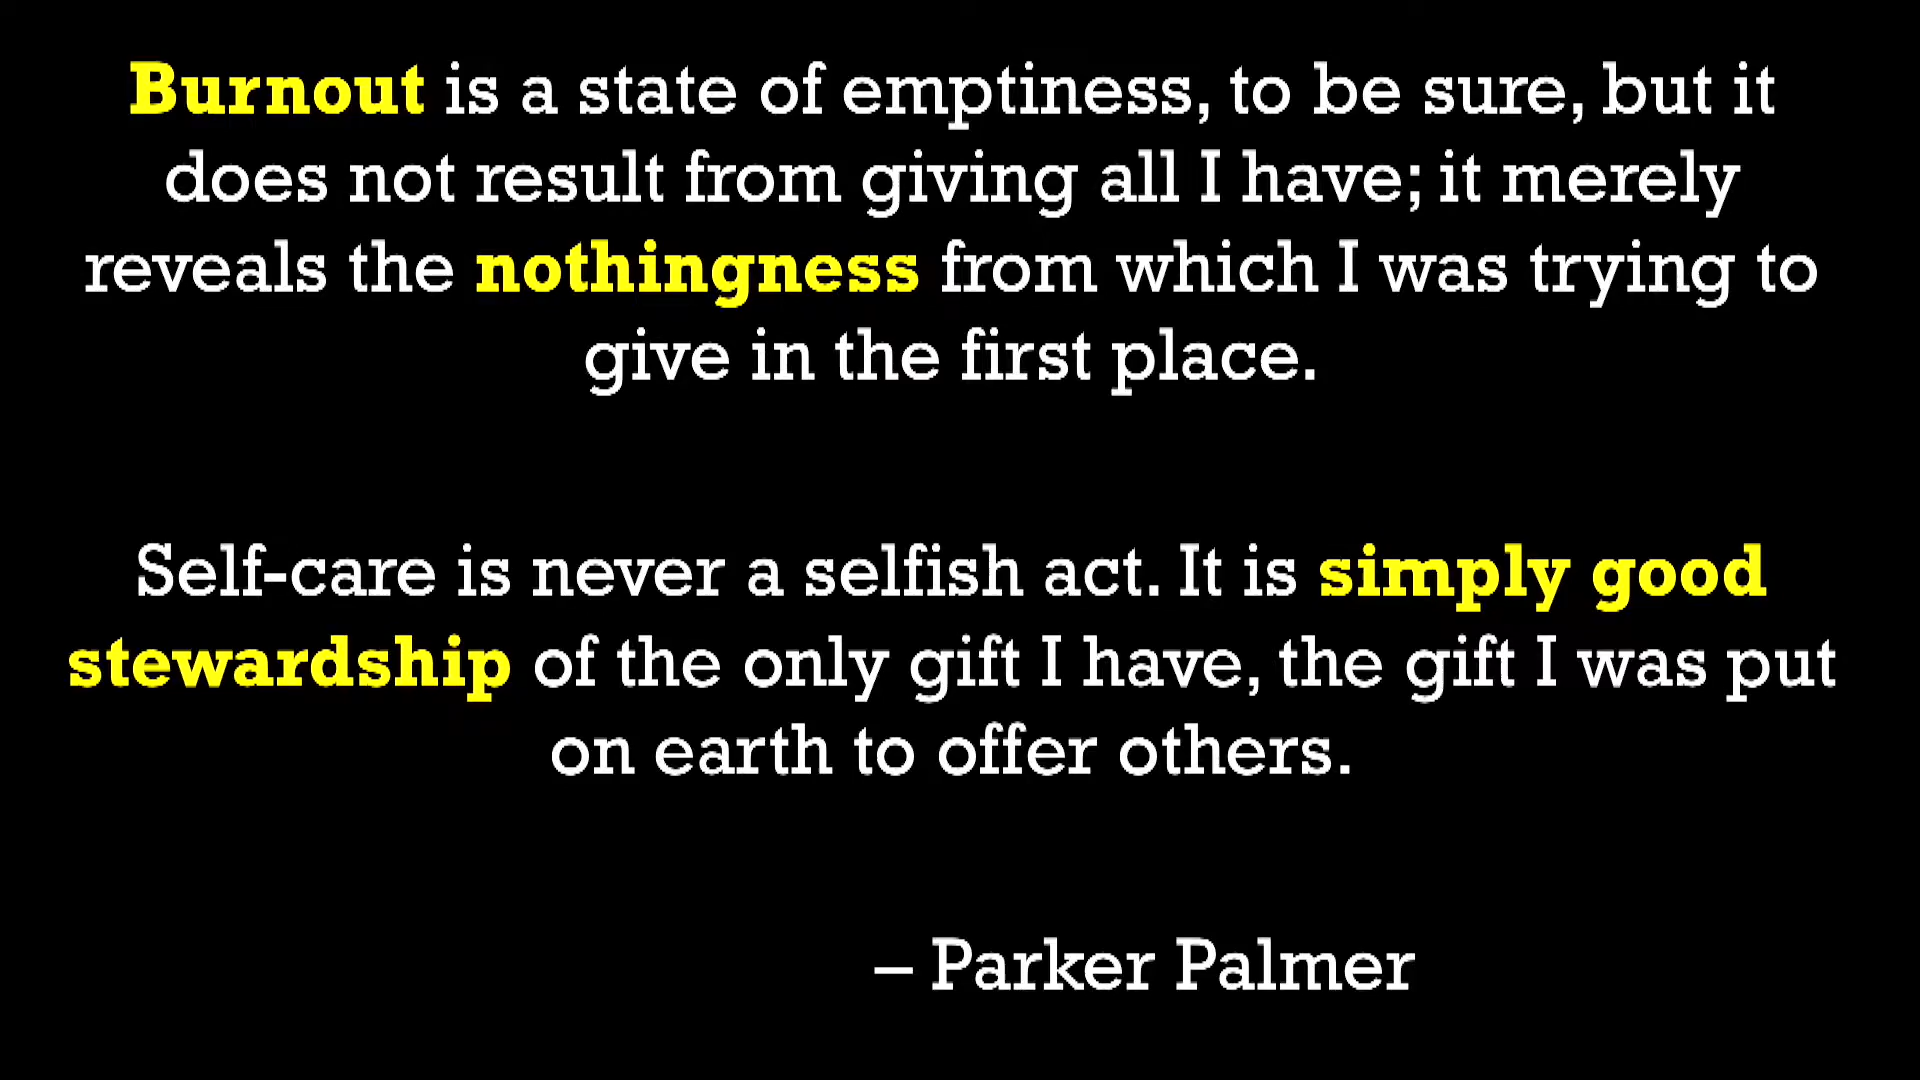 Burnout is a state of emptiness, to be sure, but it
does not result from giving all I have; it merely
reveals the nothingness from which I was trying to
give in the first place.
Self-care is never a selfish act. It is simply good
stewardship of the only gift I have, the gift I was put
on earth to offer others.
– Parker Palmer